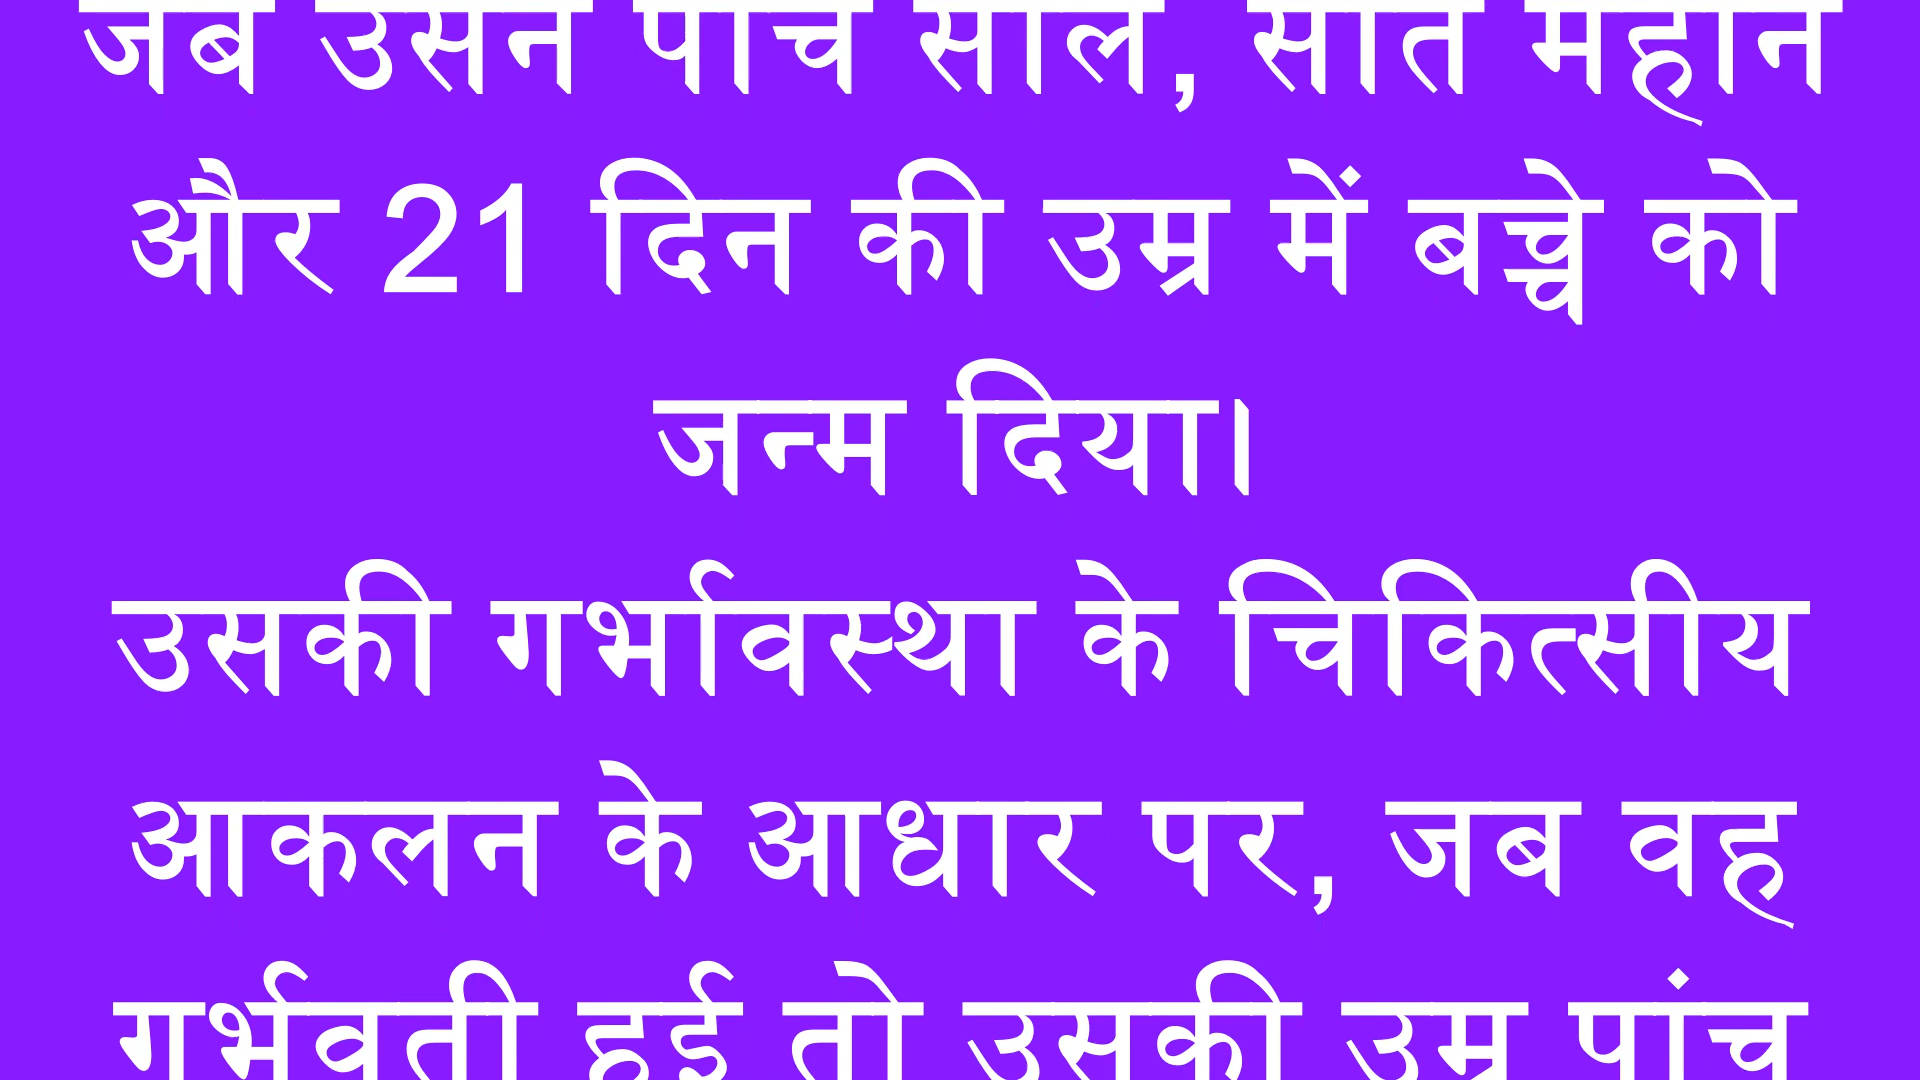 जब उसने पांच साल, सात महीने
और 21 दिन की उम्र में बच्चे को
जन्म दिया।
उसकी गर्भावस्था के चिकित्सीय
आकलन के आधार पर, जब वह
गर्भवती हुई तो उसकी उम्र पांच